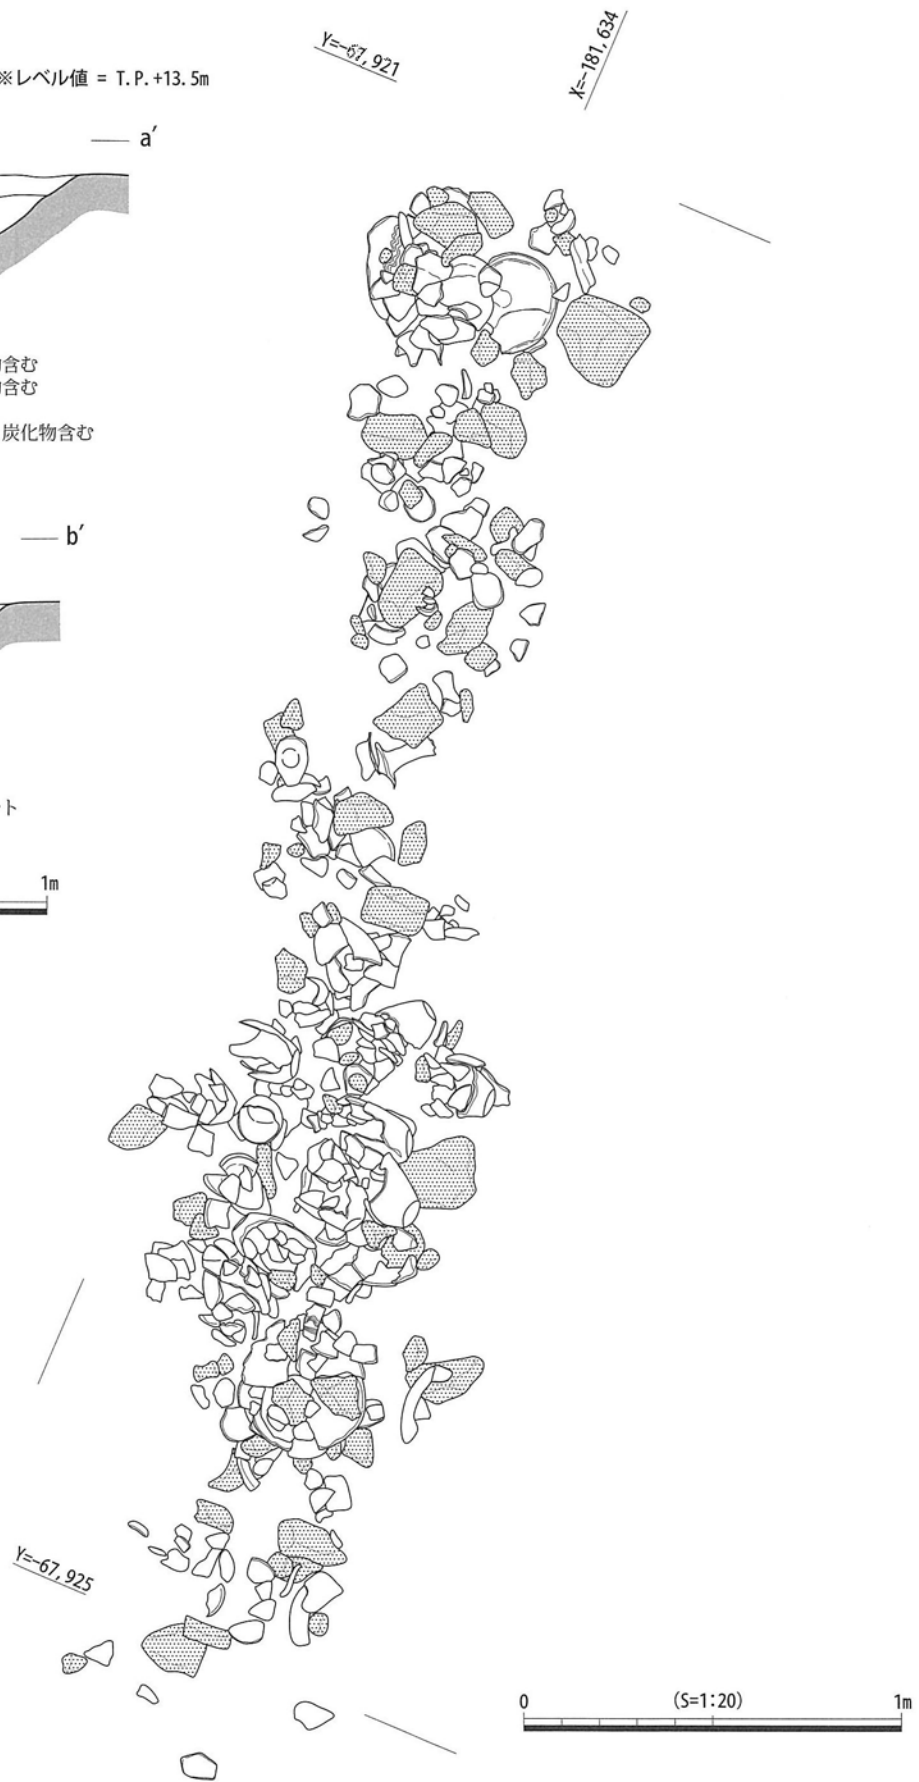 Y=-67,921
X=-181,634
※レベル値 = T.P.+13.5m
a′
含む
含む
炭化物含む
b′
ト
1m
Y=-67,925
0 (S=1:20) 1m